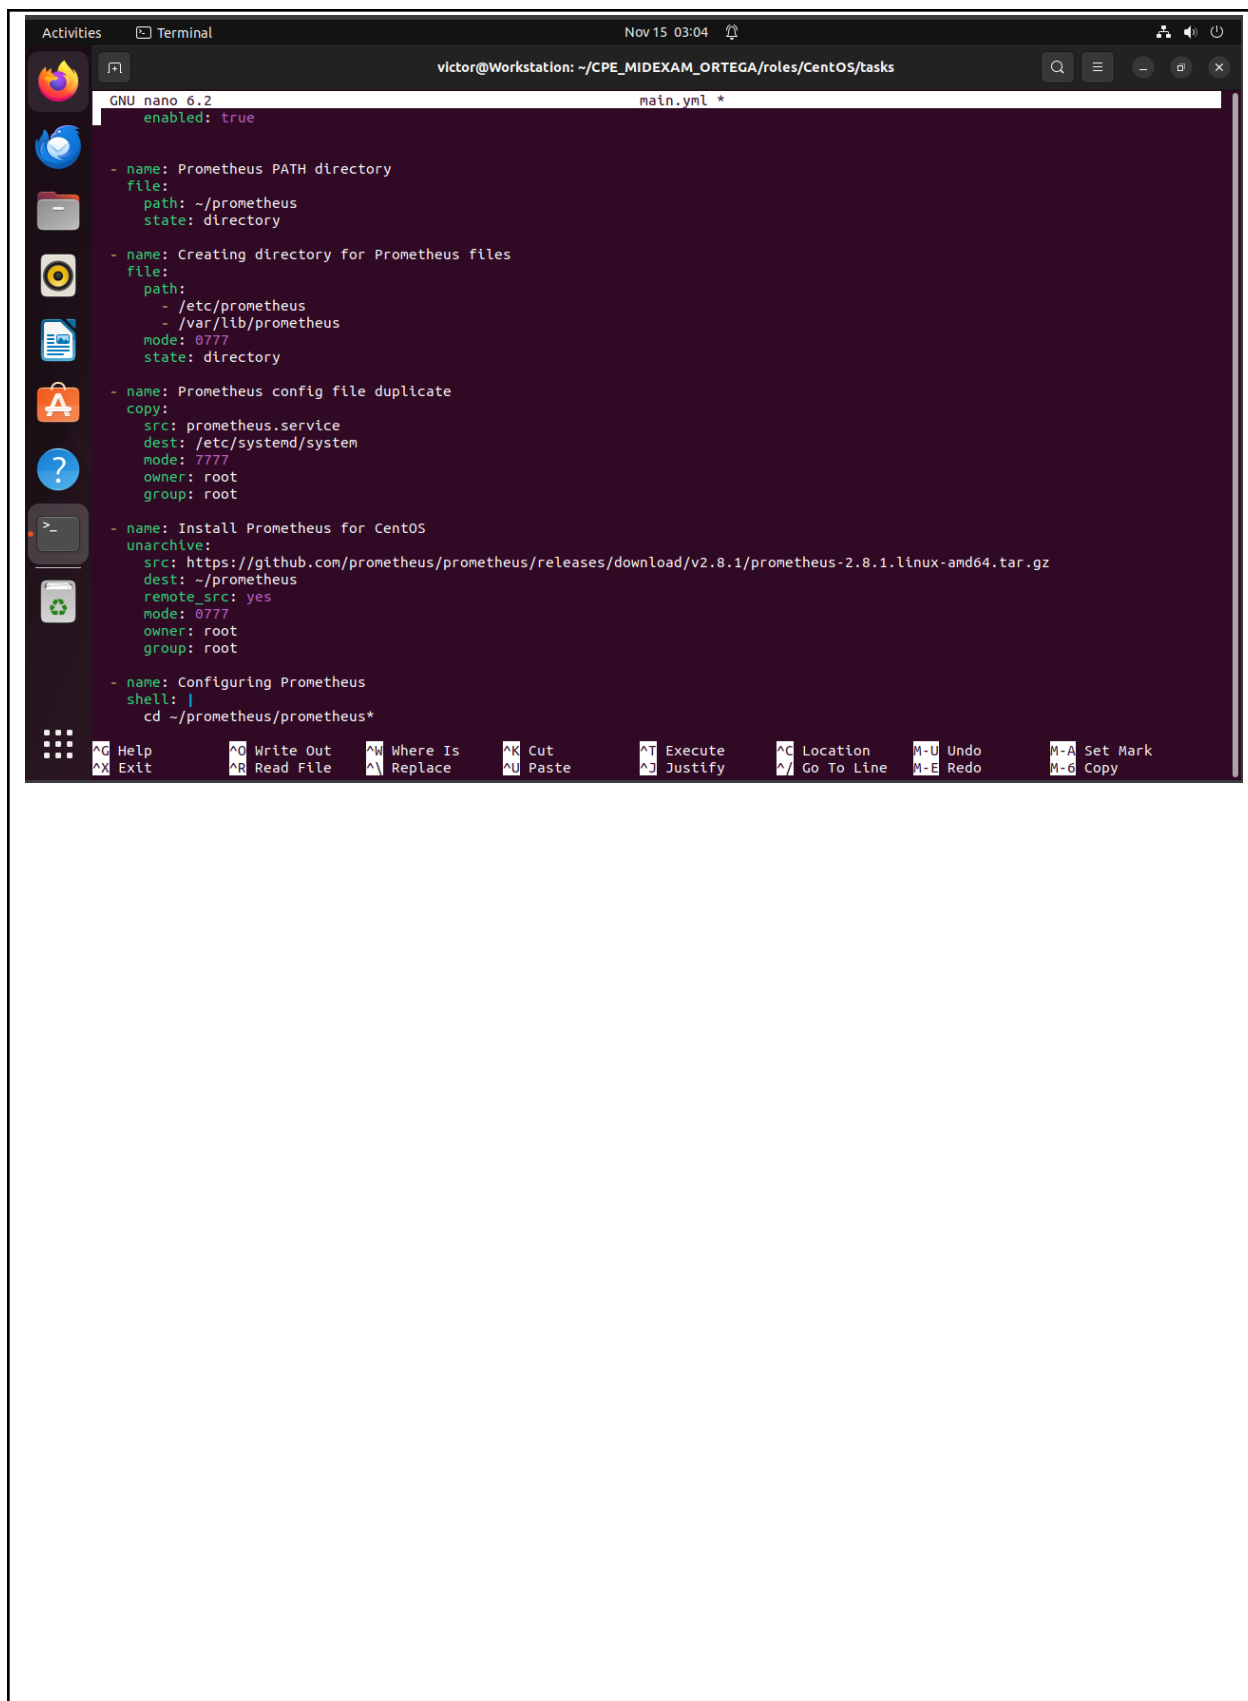 Activities Terminal Nov 15 03:04
victor@Workstation: ~/CPE_MIDEXAM_ORTEGA/roles/CentOS/tasks
GNU nano 6.2 main.yml *
enabled: true
- name: Prometheus PATH directory
file:
path: ~/prometheus
state: directory
- name: Creating directory for Prometheus files
file:
path:
- /etc/prometheus
- /var/lib/prometheus
mode: 0777
state: directory
- name: Prometheus config file duplicate
copy:
src: prometheus.service
dest: /etc/systemd/system
mode: 7777
owner: root
group: root
- name: Install Prometheus for CentOS
unarchive:
src: https://github.com/prometheus/prometheus/releases/download/v2.8.1/prometheus-2.8.1.linux-amd64.tar.gz
dest: ~/prometheus
remote_src: yes
mode: 0777
owner: root
group: root
- name: Configuring Prometheus
shell: |
cd ~/prometheus/prometheus*
^G Help ^O Write Out ^W Where Is ^K Cut ^T Execute ^C Location M-U Undo M-A Set Mark
^X Exit ^R Read File ^\ Replace ^U Paste ^J Justify ^/ Go To Line M-E Redo M-6 Copy